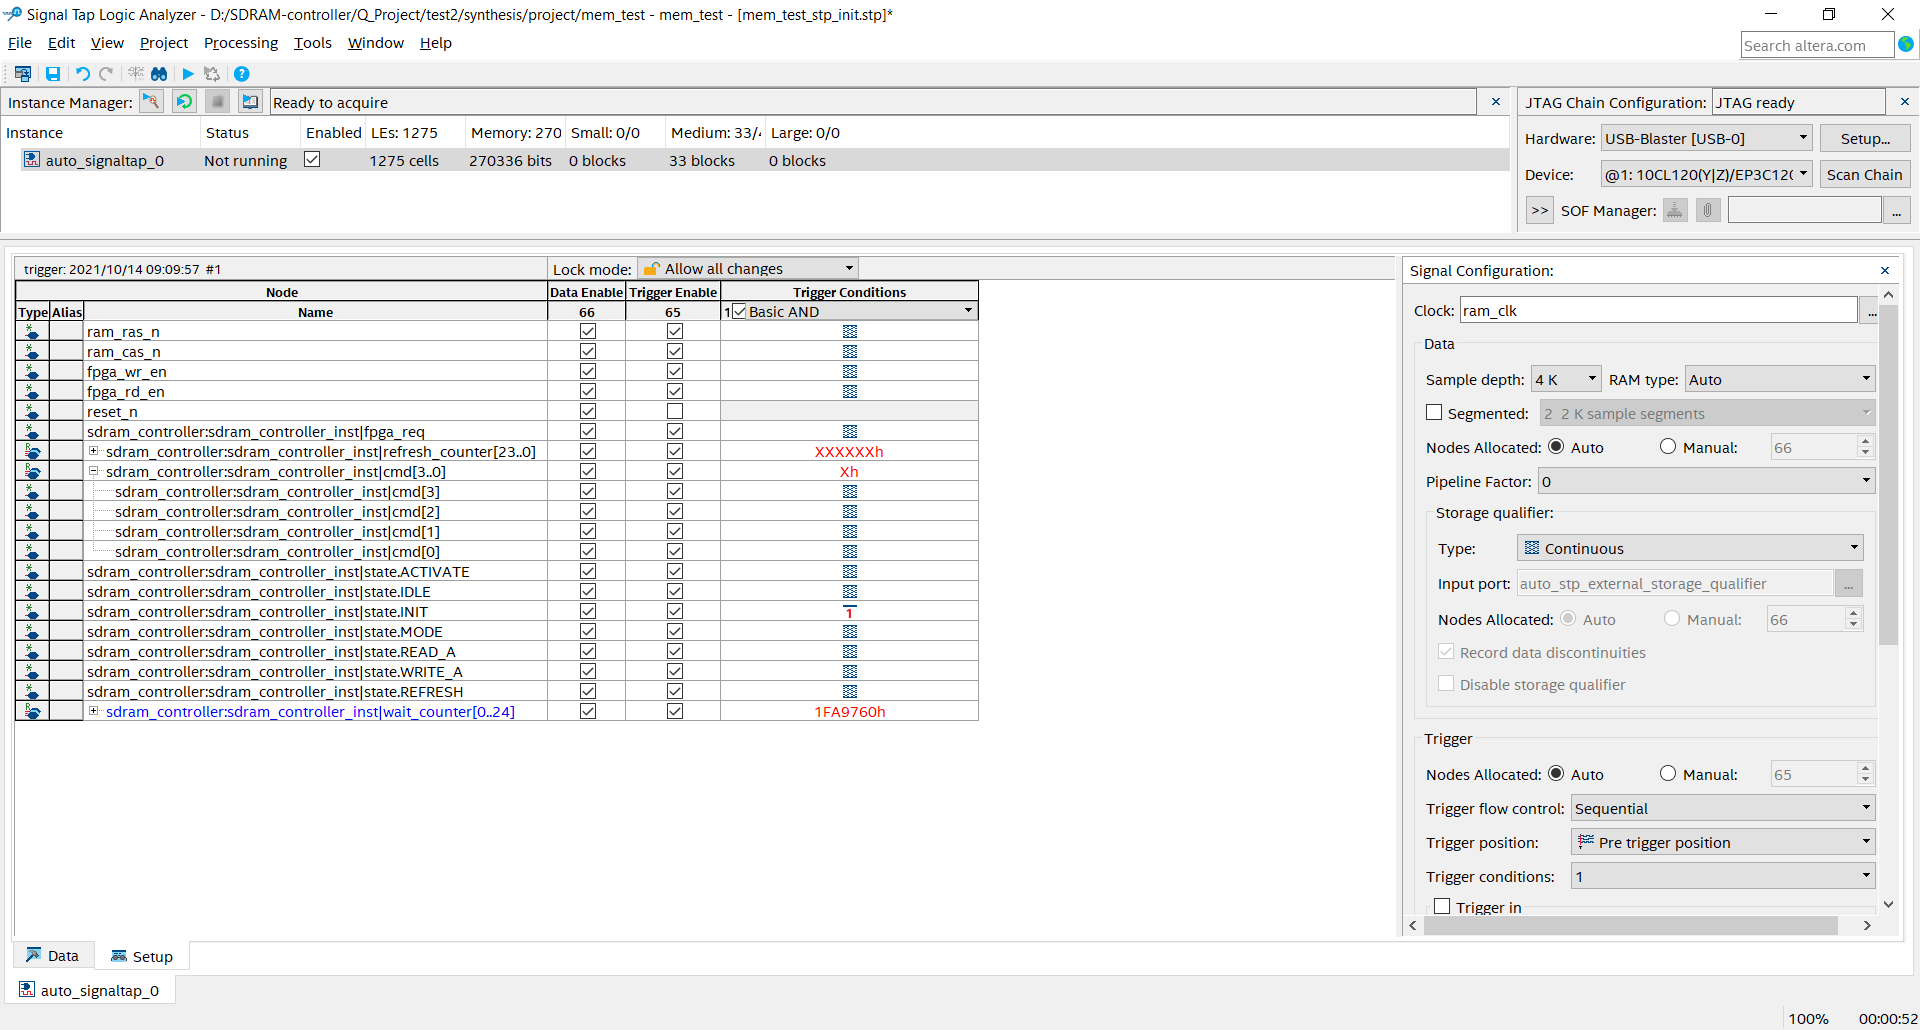 Signal Tap Logic Analyzer - D:/SDRAM-controller/Q_Project/test2/synthesis/project/mem_test - mem_test - [mem_test_stp_init.stp]*
File Edit View Project Processing Tools Window Help
Search altera.com
Instance Manager: Ready to acquire
JTAG Chain Configuration: JTAG ready
Instance Status Enabled LEs: 1275 Memory: 270 Small: 0/0 Medium: 33/4 Large: 0/0
auto_signaltap_0 Not running 1275 cells 270336 bits 0 blocks 33 blocks 0 blocks
Hardware: USB-Blaster [USB-0] Setup...
Device: @1: 10CL120(Y|Z)/EP3C120 Scan Chain
>> SOF Manager: ...
trigger: 2021/10/14 09:09:57 #1 Lock mode: Allow all changes
Node Data Enable Trigger Enable Trigger Conditions
Type Alias Name 66 65 1 Basic AND
ram_ras_n
ram_cas_n
fpga_wr_en
fpga_rd_en
reset_n
sdram_controller:sdram_controller_inst|fpga_req
sdram_controller:sdram_controller_inst|refresh_counter[23..0] XXXXXXh
sdram_controller:sdram_controller_inst|cmd[3..0] Xh
sdram_controller:sdram_controller_inst|cmd[3]
sdram_controller:sdram_controller_inst|cmd[2]
sdram_controller:sdram_controller_inst|cmd[1]
sdram_controller:sdram_controller_inst|cmd[0]
sdram_controller:sdram_controller_inst|state.ACTIVATE
sdram_controller:sdram_controller_inst|state.IDLE
sdram_controller:sdram_controller_inst|state.INIT 1
sdram_controller:sdram_controller_inst|state.MODE
sdram_controller:sdram_controller_inst|state.READ_A
sdram_controller:sdram_controller_inst|state.WRITE_A
sdram_controller:sdram_controller_inst|state.REFRESH
sdram_controller:sdram_controller_inst|wait_counter[0..24] 1FA9760h
Signal Configuration:
Clock: ram_clk ...
Data
Sample depth: 4 K RAM type: Auto
Segmented: 2 2 K sample segments
Nodes Allocated: Auto Manual: 66
Pipeline Factor: 0
Storage qualifier:
Type: Continuous
Input port: auto_stp_external_storage_qualifier ...
Nodes Allocated: Auto Manual: 66
Record data discontinuities
Disable storage qualifier
Trigger
Nodes Allocated: Auto Manual: 65
Trigger flow control: Sequential
Trigger position: Pre trigger position
Trigger conditions: 1
Trigger in
Data Setup
auto_signaltap_0
100% 00:00:52